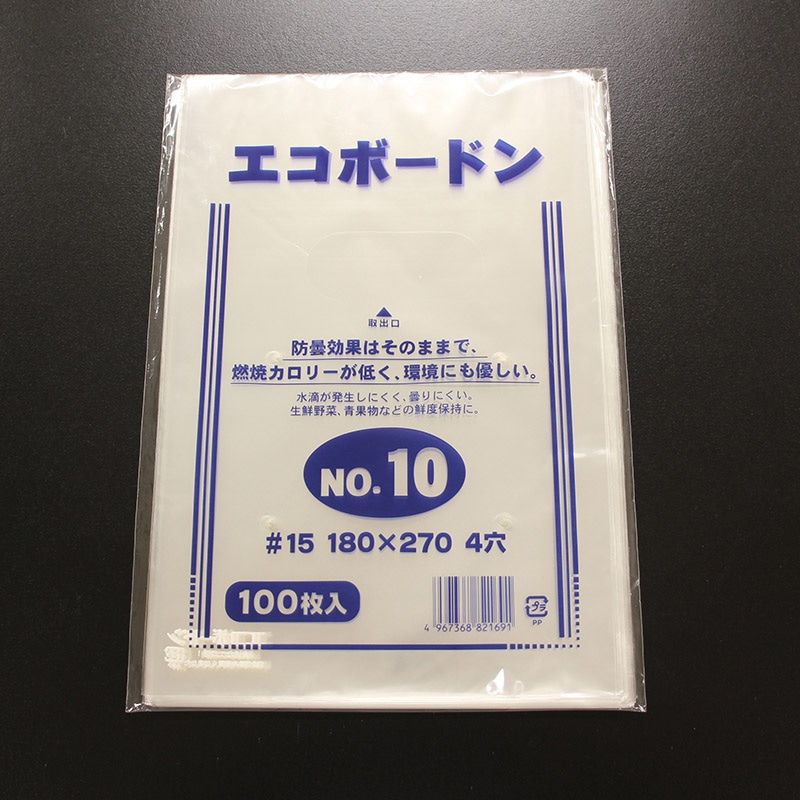 エコボードン
取出口
防曇効果はそのままで、
燃焼カロリーが低く、環境にも優しい。
水滴が発生しにくく、曇りにくい。
生鮮野菜、青果物などの鮮度保持に。
NO.10
#15 180×270 4穴
100枚入
4 967368 821691
プラ
PP